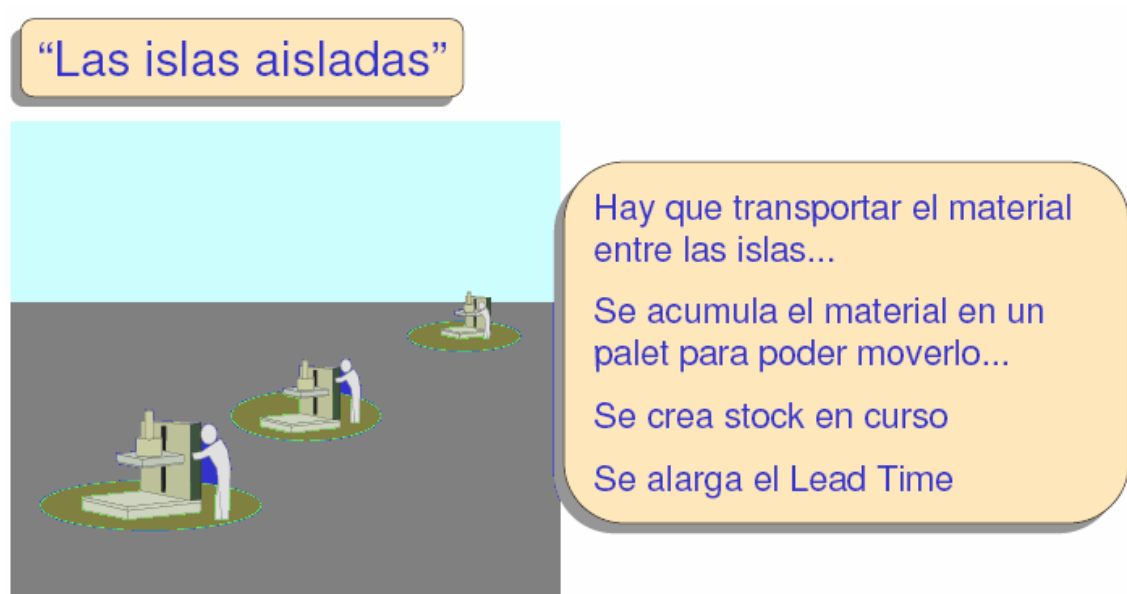 “Las islas aisladas”
Hay que transportar el material
entre las islas...
Se acumula el material en un
palet para poder moverlo...
Se crea stock en curso
Se alarga el Lead Time